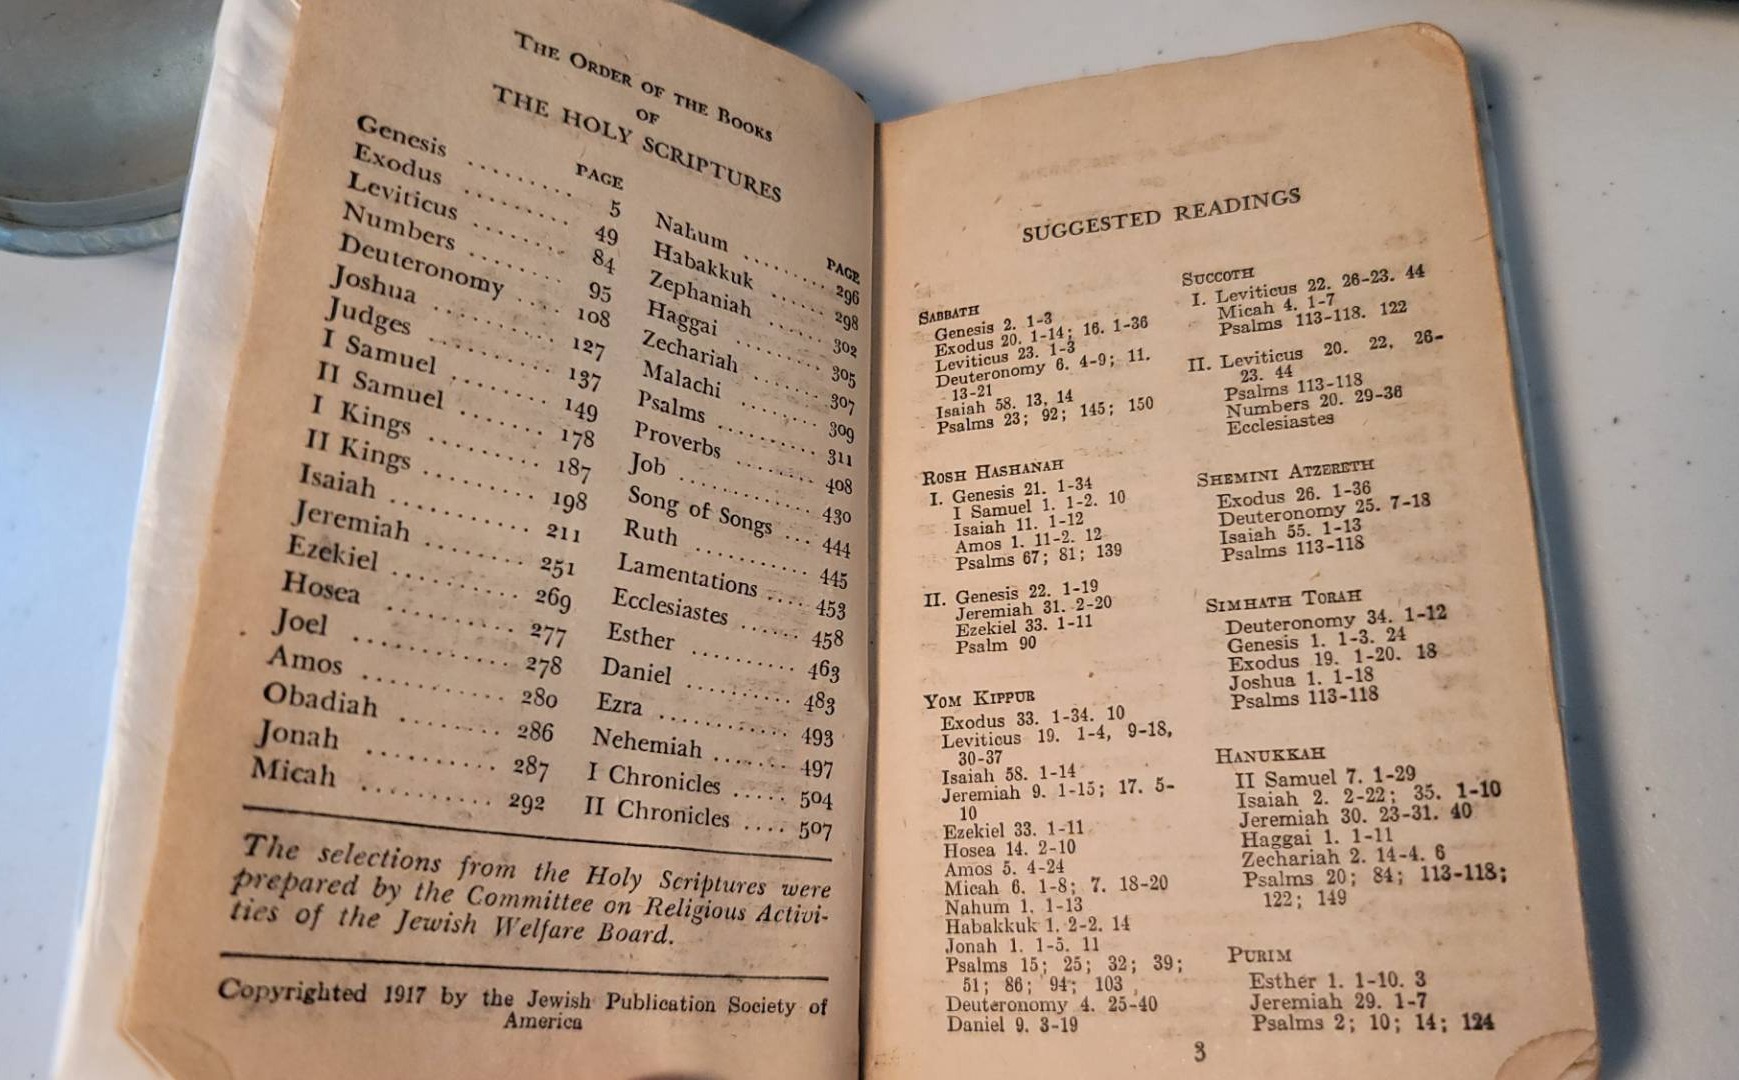 THE ORDER OF THE BOOKS
OF
THE HOLY SCRIPTURES
PAGE
Genesis ......... 5
Exodus ......... 49
Leviticus ........ 84
Numbers ........ 95
Deuteronomy .... 108
Joshua .......... 127
Judges .......... 137
I Samuel ........ 149
II Samuel ....... 178
I Kings ......... 187
II Kings ......... 198
Isaiah .......... 211
Jeremiah ........ 251
Ezekiel ......... 269
Hosea .......... 277
Joel ........... 278
Amos .......... 280
Obadiah ....... 286
Jonah .......... 287
Micah ......... 292
PAGE
Nahum ........ 296
Habakkuk ...... 298
Zephaniah ...... 302
Haggai ......... 305
Zechariah ....... 307
Malachi ........ 309
Psalms ......... 311
Proverbs ........ 408
Job ............ 430
Song of Songs ... 444
Ruth .......... 445
Lamentations .... 453
Ecclesiastes ...... 458
Esther .......... 463
Daniel ......... 483
Ezra ........... 493
Nehemiah ....... 497
I Chronicles ..... 504
II Chronicles .... 507
The selections from the Holy Scriptures were
prepared by the Committee on Religious Activi-
ties of the Jewish Welfare Board.
Copyrighted 1917 by the Jewish Publication Society of
America
SUGGESTED READINGS
SABBATH
Genesis 2. 1-3
Exodus 20. 1-14; 16. 1-36
Leviticus 23. 1-3
Deuteronomy 6. 4-9; 11.
13-21
Isaiah 58. 13, 14
Psalms 23; 92; 145; 150
ROSH HASHANAH
I. Genesis 21. 1-34
I Samuel 1. 1-2. 10
Isaiah 11. 1-12
Amos 1. 11-2. 12
Psalms 67; 81; 139
II. Genesis 22. 1-19
Jeremiah 31. 2-20
Ezekiel 33. 1-11
Psalm 90
YOM KIPPUR
Exodus 33. 1-34. 10
Leviticus 19. 1-4, 9-18,
30-37
Isaiah 58. 1-14
Jeremiah 9. 1-15; 17. 5-
10
Ezekiel 33. 1-11
Hosea 14. 2-10
Amos 5. 4-24
Micah 6. 1-8; 7. 18-20
Nahum 1. 1-13
Habakkuk 1. 2-2. 14
Jonah 1. 1-5. 11
Psalms 15; 25; 32; 39;
51; 86; 94; 103
Deuteronomy 4. 25-40
Daniel 9. 3-19
SUCCOTH
I. Leviticus 22. 26-23. 44
Micah 4. 1-7
Psalms 113-118. 122
II. Leviticus 20. 22, 26-
23. 44
Psalms 113-118
Numbers 20. 29-36
Ecclesiastes
SHEMINI ATZERETH
Exodus 26. 1-36
Deuteronomy 25. 7-18
Isaiah 55. 1-13
Psalms 113-118
SIMHATH TORAH
Deuteronomy 34. 1-12
Genesis 1. 1-3. 24
Exodus 19. 1-20. 18
Joshua 1. 1-18
Psalms 113-118
HANUKKAH
II Samuel 7. 1-29
Isaiah 2. 2-22; 35. 1-10
Jeremiah 30. 23-31. 40
Haggai 1. 1-11
Zechariah 2. 14-4. 6
Psalms 20; 84; 113-118;
122; 149
PURIM
Esther 1. 1-10. 3
Jeremiah 29. 1-7
Psalms 2; 10; 14; 124
3